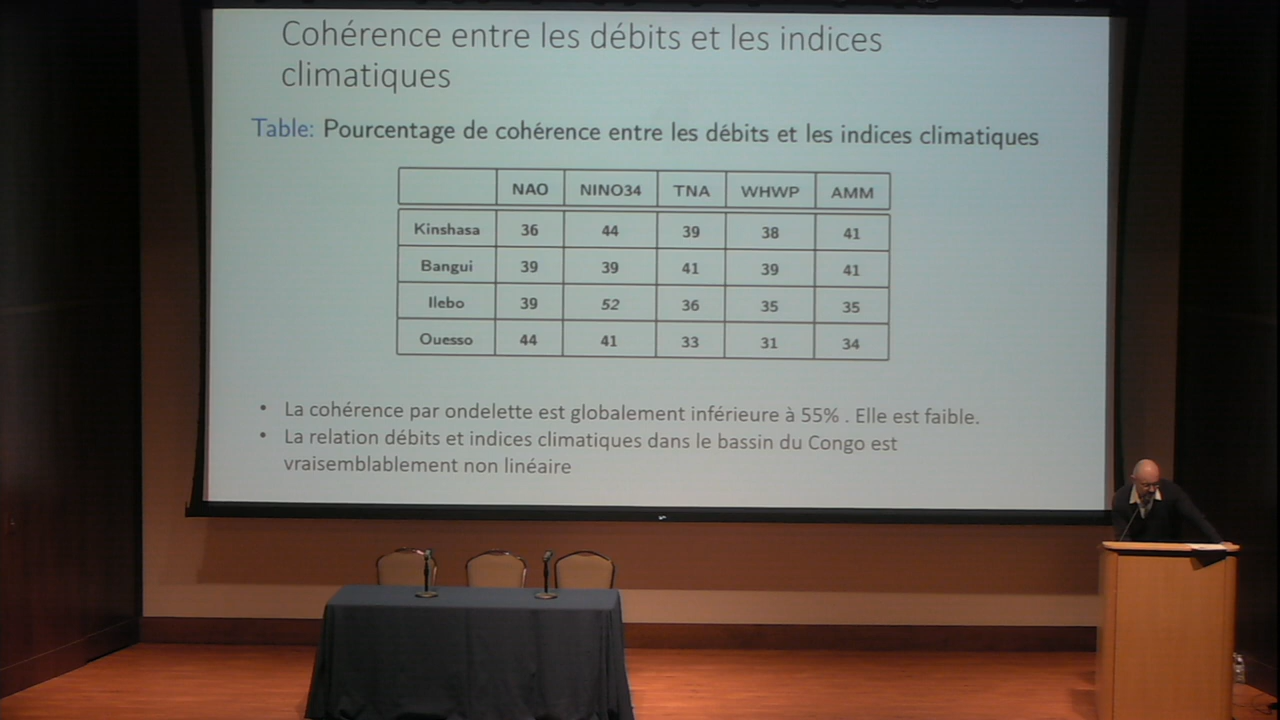 Cohérence entre les débits et les indices
climatiques
Table: Pourcentage de cohérence entre les débits et les indices climatiques
NAO NINO34 TNA WHWP AMM
Kinshasa 36 44 39 38 41
Bangui 39 39 41 39 41
Ilebo 39 52 36 35 35
Ouesso 44 41 33 31 34
• La cohérence par ondelette est globalement inférieure à 55% . Elle est faible.
• La relation débits et indices climatiques dans le bassin du Congo est
vraisemblablement non linéaire